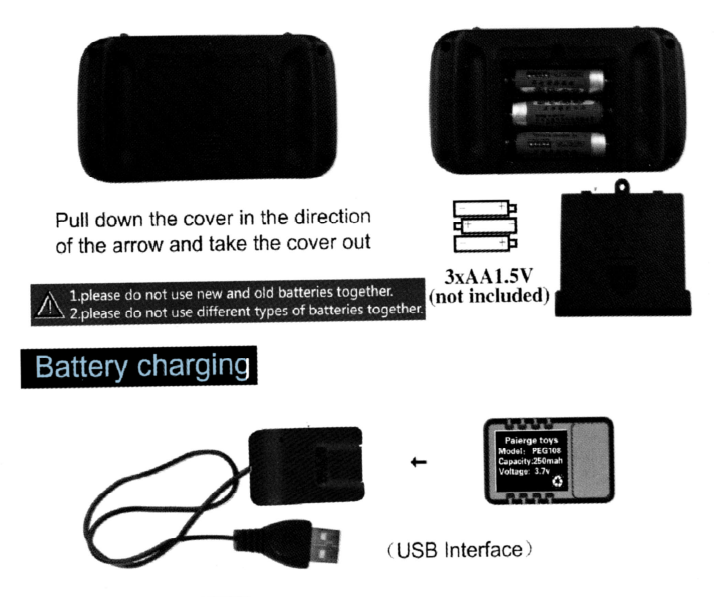 Pull down the cover in the direction
of the arrow and take the cover out
3xAA1.5V
(not included)
1.please do not use new and old batteries together.
2.please do not use different types of batteries together.
Battery charging
Paierge toys
Model: PEG108
Capacity:250mah
Voltage: 3.7v
（USB Interface）